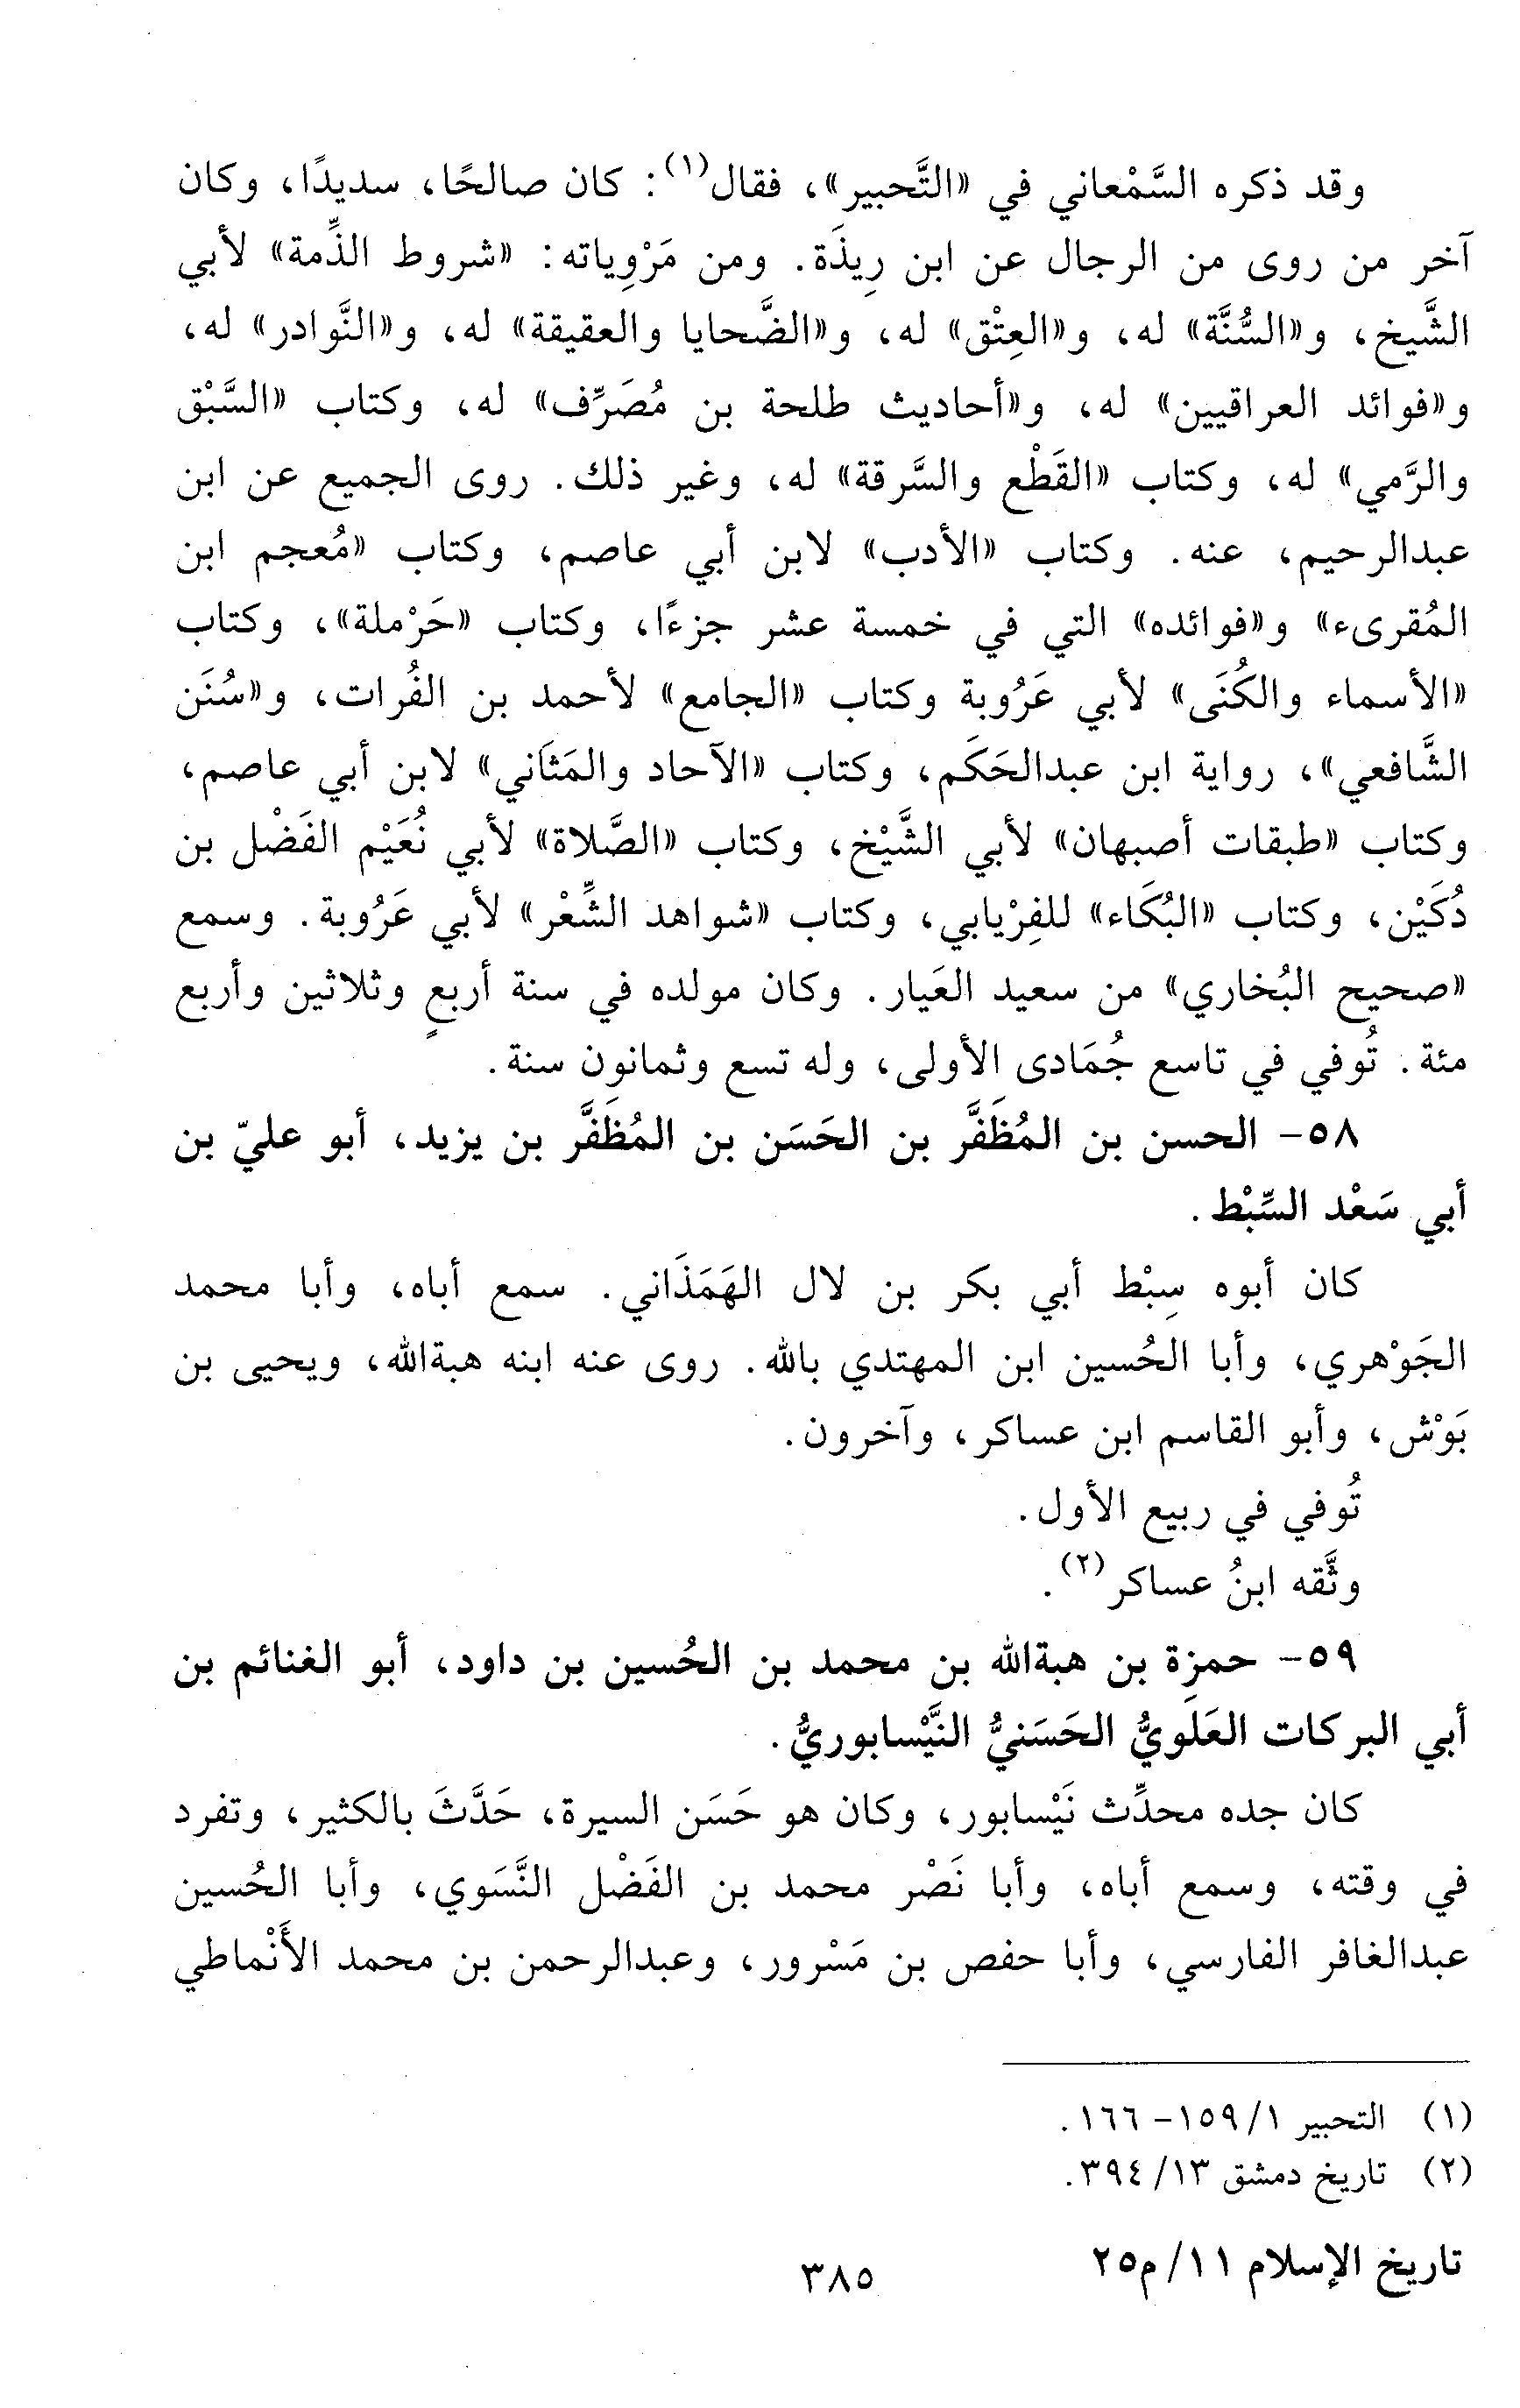 وقد ذكره السَّمْعاني في «التَّحبير»، فقال(١): كان صالحًا، سديدًا، وكان
آخر من روى من الرجال عن ابن رِيذَة. ومن مَرْوِياته: «شروط الذِّمة» لأبي
الشَّيخ، و«السُّنَّة» له، و«العِتْق» له، و«الضَّحايا والعقيقة» له، و«النَّوادر» له،
و«فوائد العراقيين» له، و«أحاديث طلحة بن مُصَرِّف» له، وكتاب «السَّبْق
والرَّمي» له، وكتاب «القَطْع والسَّرقة» له، وغير ذلك. روى الجميع عن ابن
عبدالرحيم، عنه. وكتاب «الأدب» لابن أبي عاصم، وكتاب «مُعجم ابن
المُقرىء» و«فوائده» التي في خمسة عشر جزءًا، وكتاب «حَرْملة»، وكتاب
«الأسماء والكُنَى» لأبي عَرُوبة وكتاب «الجامع» لأحمد بن الفُرات، و«سُنَن
الشَّافعي»، رواية ابن عبدالحَكَم، وكتاب «الآحاد والمَثَاني» لابن أبي عاصم،
وكتاب «طبقات أصبهان» لأبي الشَّيْخ، وكتاب «الصَّلاة» لأبي نُعَيْم الفَضْل بن
دُكَيْن، وكتاب «البُكَاء» للفِرْيابي، وكتاب «شواهد الشِّعْر» لأبي عَرُوبة. وسمع
«صحيح البُخاري» من سعيد العَيار. وكان مولده في سنة أربعٍ وثلاثين وأربع
مئة. تُوفي في تاسع جُمَادى الأولى، وله تسع وثمانون سنة.
٥٨- الحسن بن المُظَفَّر بن الحَسَن بن المُظَفَّر بن يزيد، أبو عليّ بن
أبي سَعْد السِّبْط.
كان أبوه سِبْط أبي بكر بن لال الهَمَذَاني. سمع أباه، وأبا محمد
الجَوْهري، وأبا الحُسين ابن المهتدي بالله. روى عنه ابنه هبةالله، ويحيى بن
بَوْش، وأبو القاسم ابن عساكر، وآخرون.
تُوفي في ربيع الأول.
وثَّقه ابنُ عساكر(٢).
٥٩- حمزة بن هبةالله بن محمد بن الحُسين بن داود، أبو الغنائم بن
أبي البركات العَلَويُّ الحَسَنيُّ النَّيْسابوريُّ.
كان جده محدِّث نَيْسابور، وكان هو حَسَن السيرة، حَدَّثَ بالكثير، وتفرد
في وقته، وسمع أباه، وأبا نَصْر محمد بن الفَضْل النَّسَوي، وأبا الحُسين
عبدالغافر الفارسي، وأبا حفص بن مَسْرور، وعبدالرحمن بن محمد الأَنْماطي
(١) التحبير ١/ ١٥٩- ١٦٦.
(٢) تاريخ دمشق ١٣/ ٣٩٤.
تاريخ الإسلام ١١/ م٢٥
٣٨٥